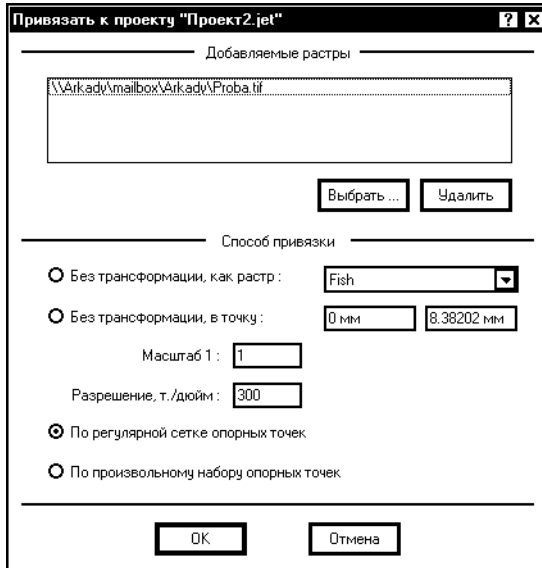 Привязать к проекту "Проект2.jet"
Добавляемые растры
\\Arkady\mailbox\Arkady\Proba.tif
Выбрать ... Удалить
Способ привязки
Без трансформации, как растр : Fish
Без трансформации, в точку : 0 мм 8.38202 мм
Масштаб 1 : 1
Разрешение, т./дюйм : 300
По регулярной сетке опорных точек
По произвольному набору опорных точек
OK Отмена